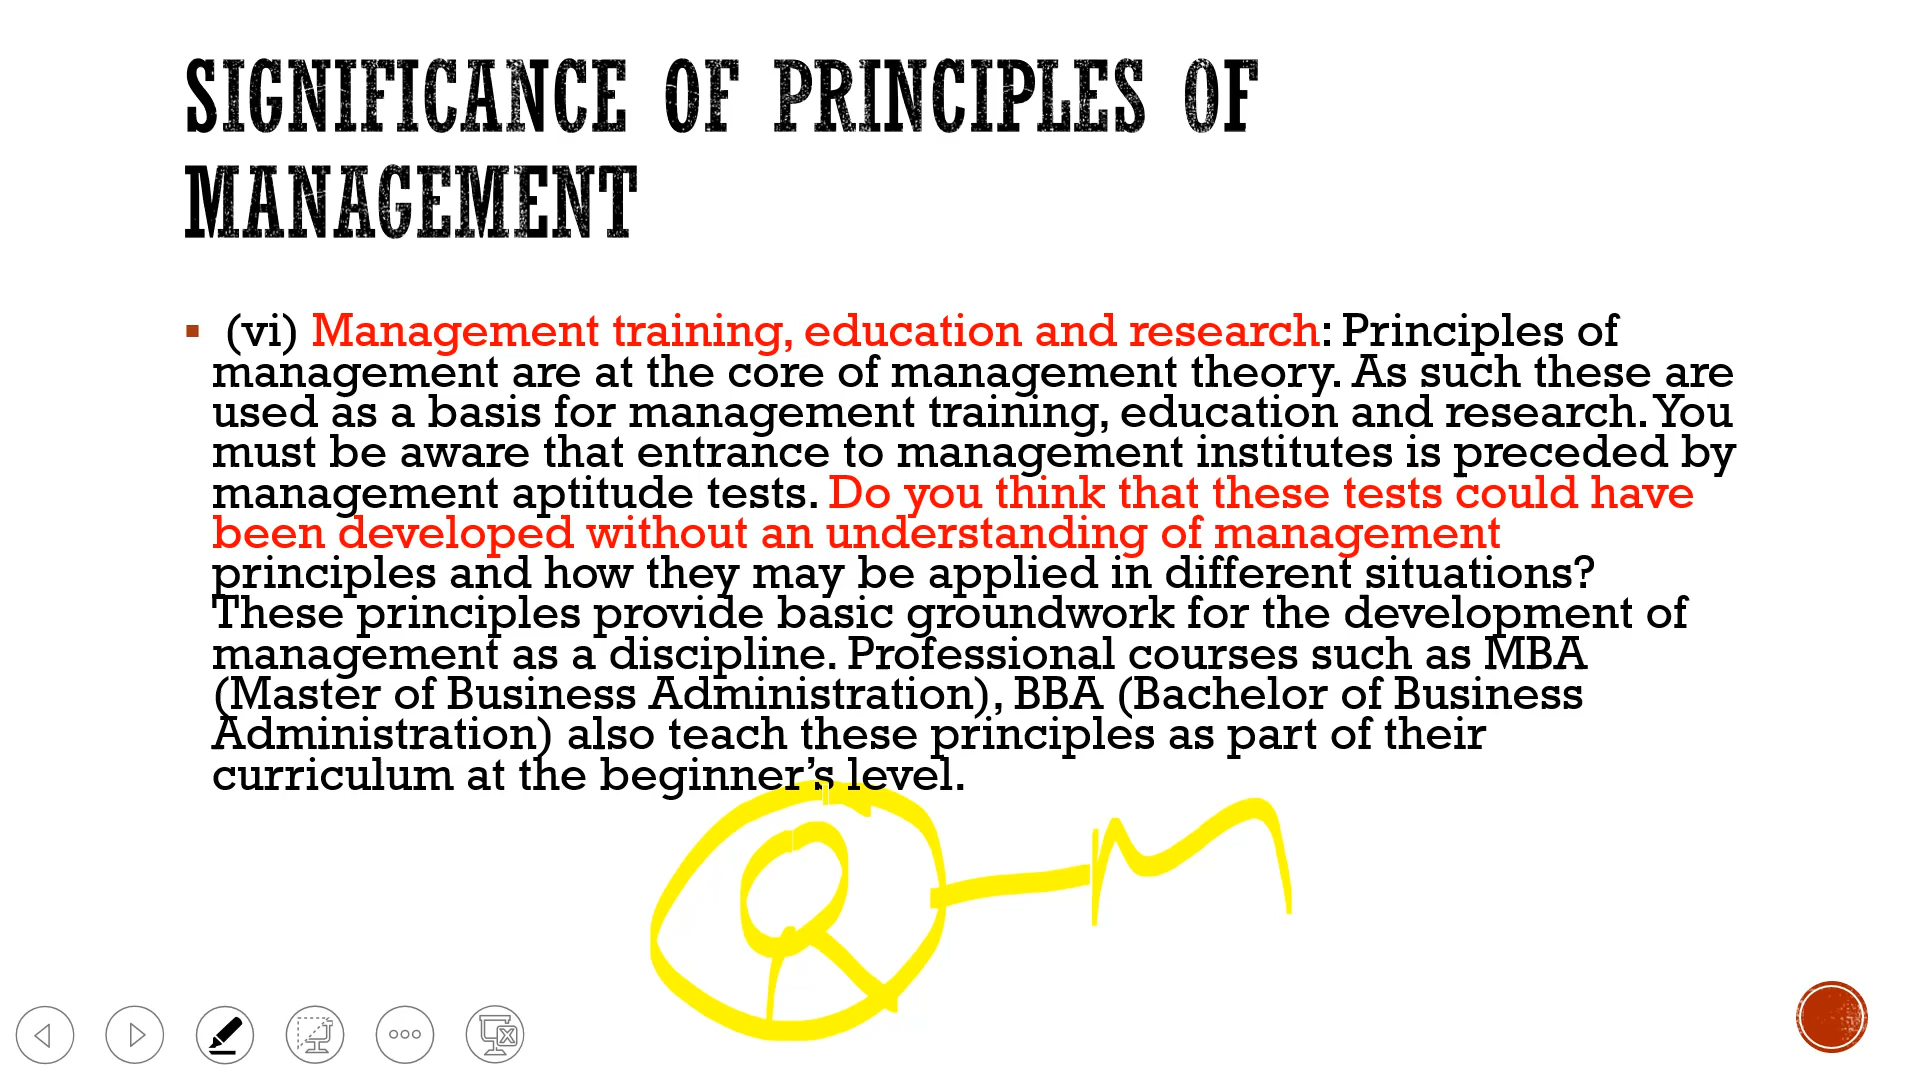 SIGNIFICANCE OF PRINCIPLES OF
MANAGEMENT
(vi) Management training, education and research: Principles of
management are at the core of management theory. As such these are
used as a basis for management training, education and research. You
must be aware that entrance to management institutes is preceded by
management aptitude tests. Do you think that these tests could have
been developed without an understanding of management
principles and how they may be applied in different situations?
These principles provide basic groundwork for the development of
management as a discipline. Professional courses such as MBA
(Master of Business Administration), BBA (Bachelor of Business
Administration) also teach these principles as part of their
curriculum at the beginner’s level.